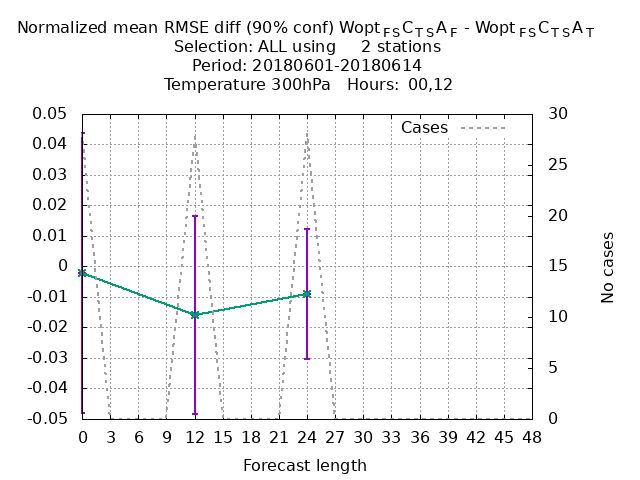 Normalized mean RMSE diff (90% conf) Wopt FS C TS A F - Wopt FS C TS A T
Selection: ALL using 2 stations
Period: 20180601-20180614
Temperature 300hPa Hours: 00,12
Cases
0.05
0.04
0.03
0.02
0.01
0
-0.01
-0.02
-0.03
-0.04
-0.05
30
25
20
15
10
5
0
No cases
0 3 6 9 12 15 18 21 24 27 30 33 36 39 42 45 48
Forecast length